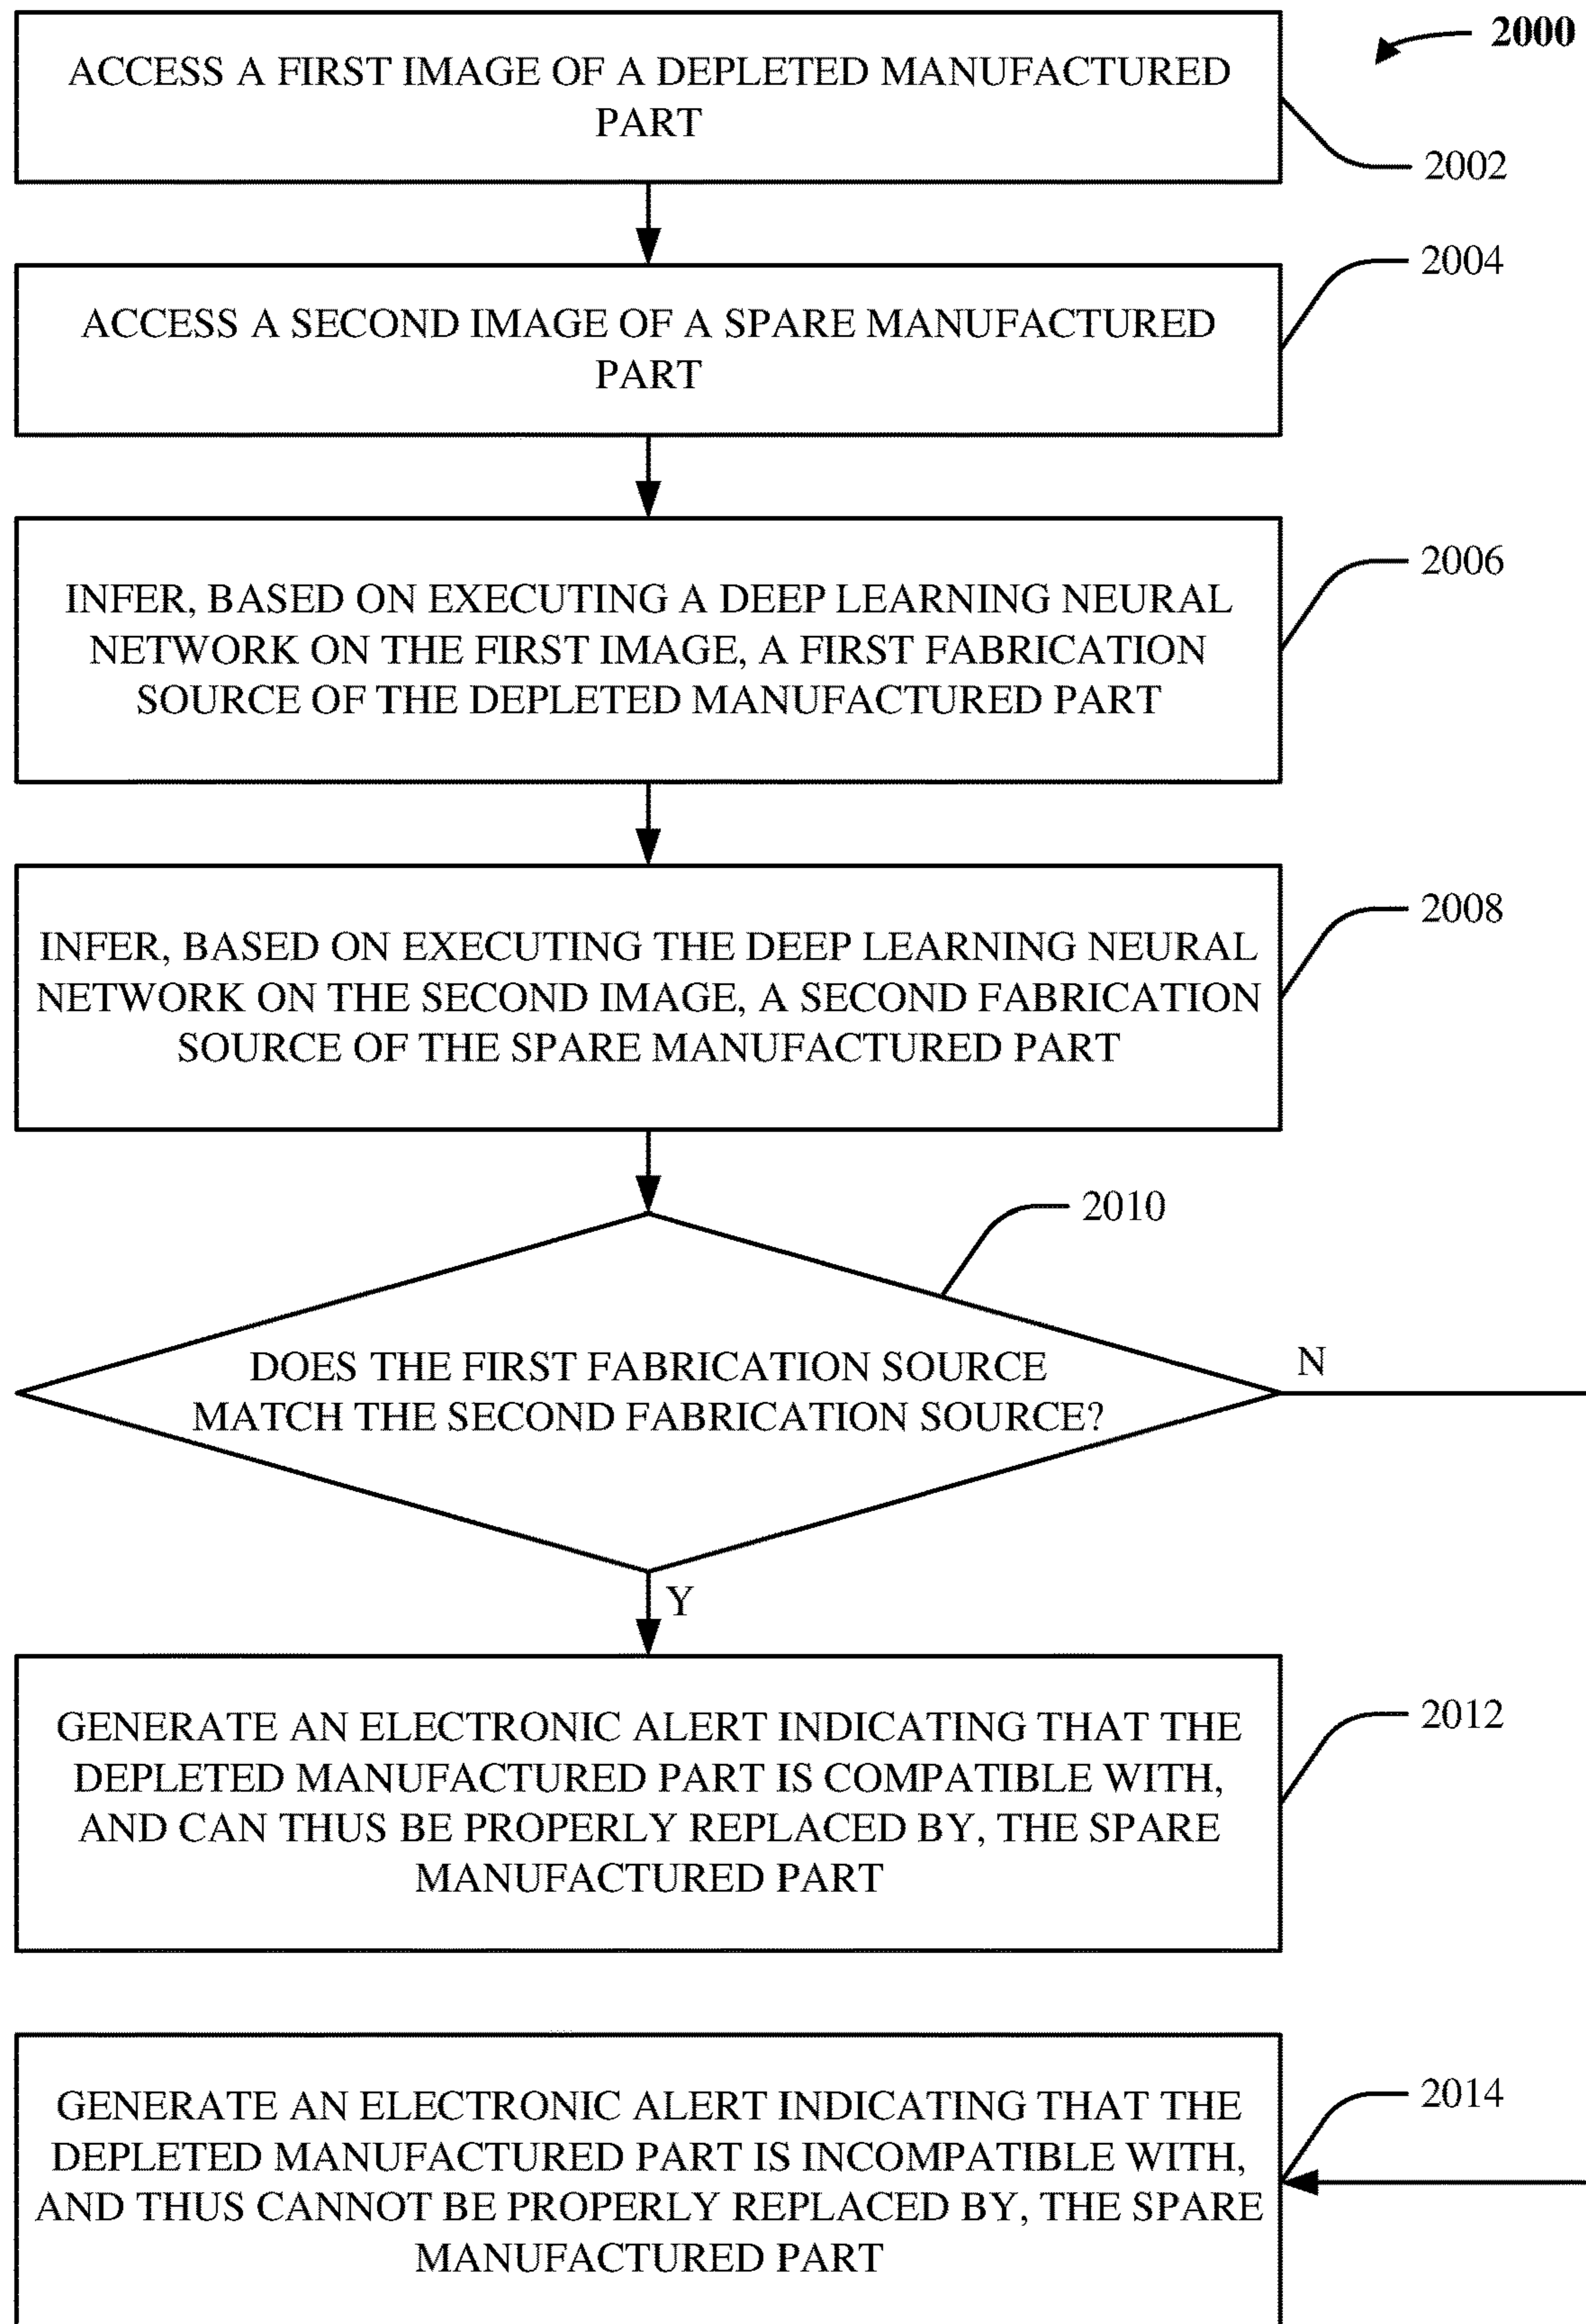 2000
ACCESS A FIRST IMAGE OF A DEPLETED MANUFACTURED
PART
2002
2004
ACCESS A SECOND IMAGE OF A SPARE MANUFACTURED
PART
2006
INFER, BASED ON EXECUTING A DEEP LEARNING NEURAL
NETWORK ON THE FIRST IMAGE, A FIRST FABRICATION
SOURCE OF THE DEPLETED MANUFACTURED PART
2008
INFER, BASED ON EXECUTING THE DEEP LEARNING NEURAL
NETWORK ON THE SECOND IMAGE, A SECOND FABRICATION
SOURCE OF THE SPARE MANUFACTURED PART
2010
DOES THE FIRST FABRICATION SOURCE
MATCH THE SECOND FABRICATION SOURCE?
N
Y
2012
GENERATE AN ELECTRONIC ALERT INDICATING THAT THE
DEPLETED MANUFACTURED PART IS COMPATIBLE WITH,
AND CAN THUS BE PROPERLY REPLACED BY, THE SPARE
MANUFACTURED PART
2014
GENERATE AN ELECTRONIC ALERT INDICATING THAT THE
DEPLETED MANUFACTURED PART IS INCOMPATIBLE WITH,
AND THUS CANNOT BE PROPERLY REPLACED BY, THE SPARE
MANUFACTURED PART